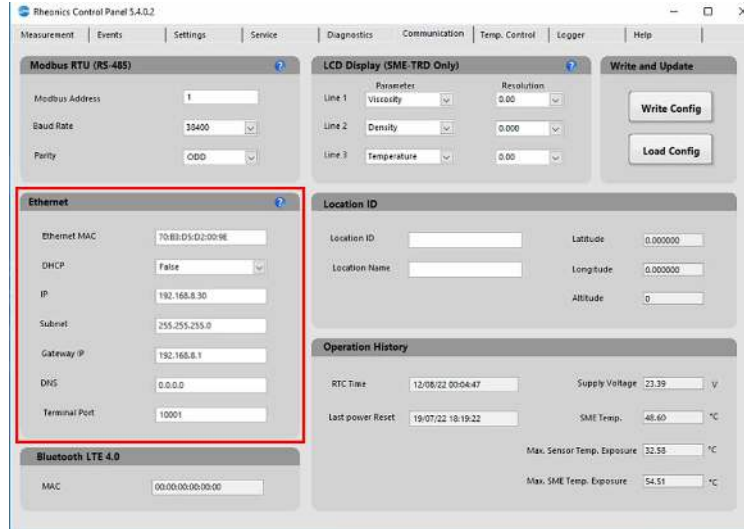 Rheonics Control Panel 5.4.0.2
Measurement Events Settings Service Diagnostics Communication Temp. Control Logger Help
Modbus RTU (RS-485)
Modbus Address 1
Baud Rate 38400
Parity ODD
LCD Display (SME-TRD Only)
Parameter Resolution
Line 1 Viscosity 0.00
Line 2 Density 0.000
Line 3 Temperature 0.00
Write and Update
Write Config
Load Config
Ethernet
Ethernet MAC 70:B3:D5:D2:00:9E
DHCP False
IP 192.168.8.30
Subnet 255.255.255.0
Gateway IP 192.168.8.1
DNS 0.0.0.0
Terminal Port 10001
Location ID
Location ID
Location Name
Latitude 0.000000
Longitude 0.000000
Altitude 0
Operation History
RTC Time 12/08/22 00:04:47
Last power Reset 19/07/22 18:19:22
Supply Voltage 23.39 V
SME Temp. 48.60 °C
Max. Sensor Temp. Exposure 32.58 °C
Max. SME Temp. Exposure 54.51 °C
Bluetooth LTE 4.0
MAC 00:00:00:00:00:00